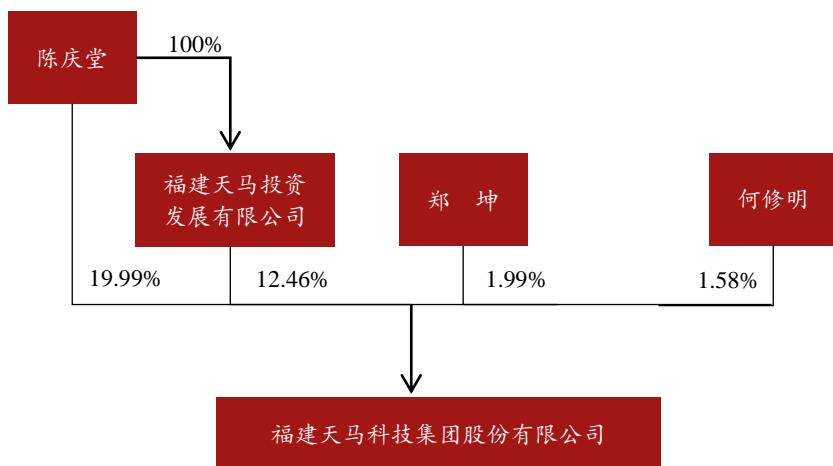 陈庆堂
100%
福建天马投资
发展有限公司
郑 坤
何修明
19.99%
12.46%
1.99%
1.58%
福建天马科技集团股份有限公司